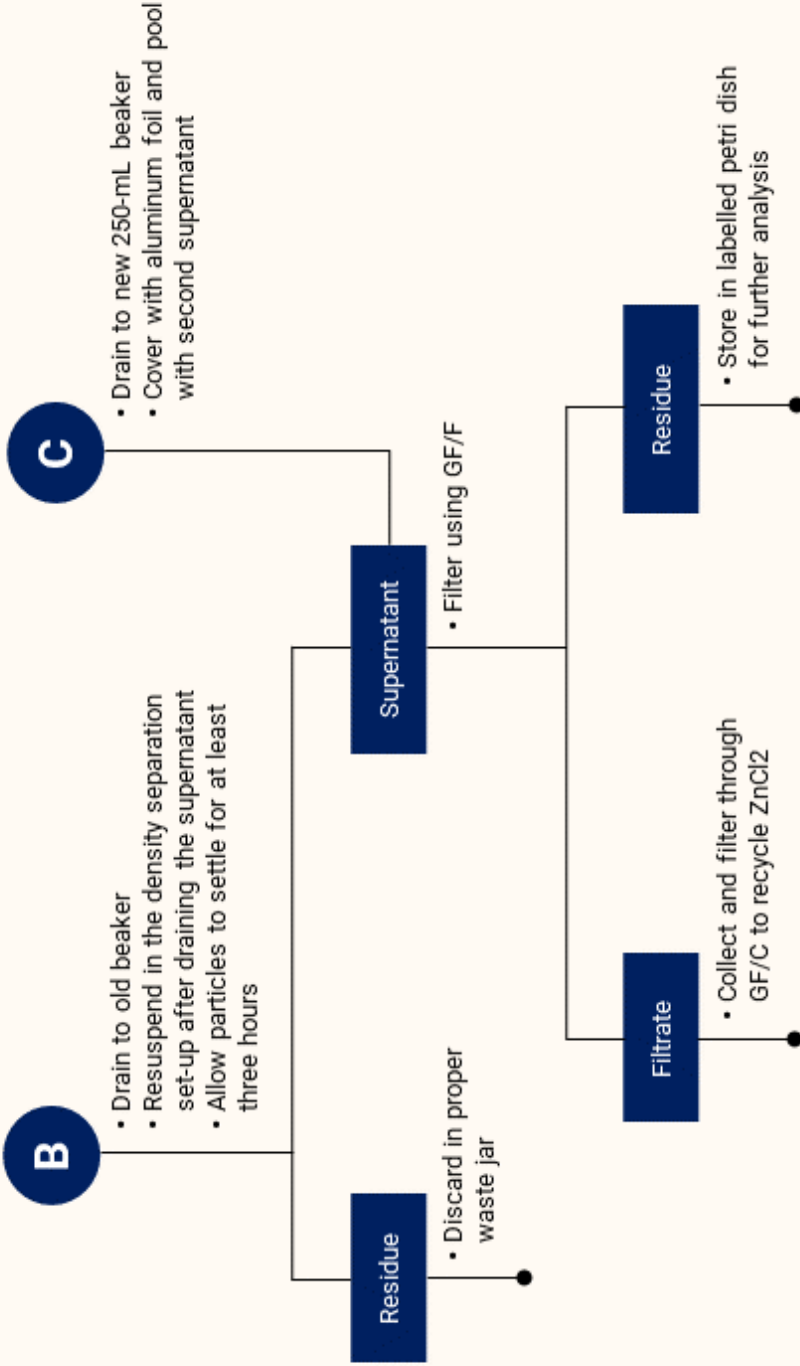 B
• Drain to old beaker
• Resuspend in the density separation
set-up after draining the supernatant
• Allow particles to settle for at least
three hours
C
• Drain to new 250-mL beaker
• Cover with aluminum foil and pool
with second supernatant
Residue
• Discard in proper
waste jar
Supernatant
• Filter using GF/F
Filtrate
• Collect and filter through
GF/C to recycle ZnCl2
Residue
• Store in labelled petri dish
for further analysis